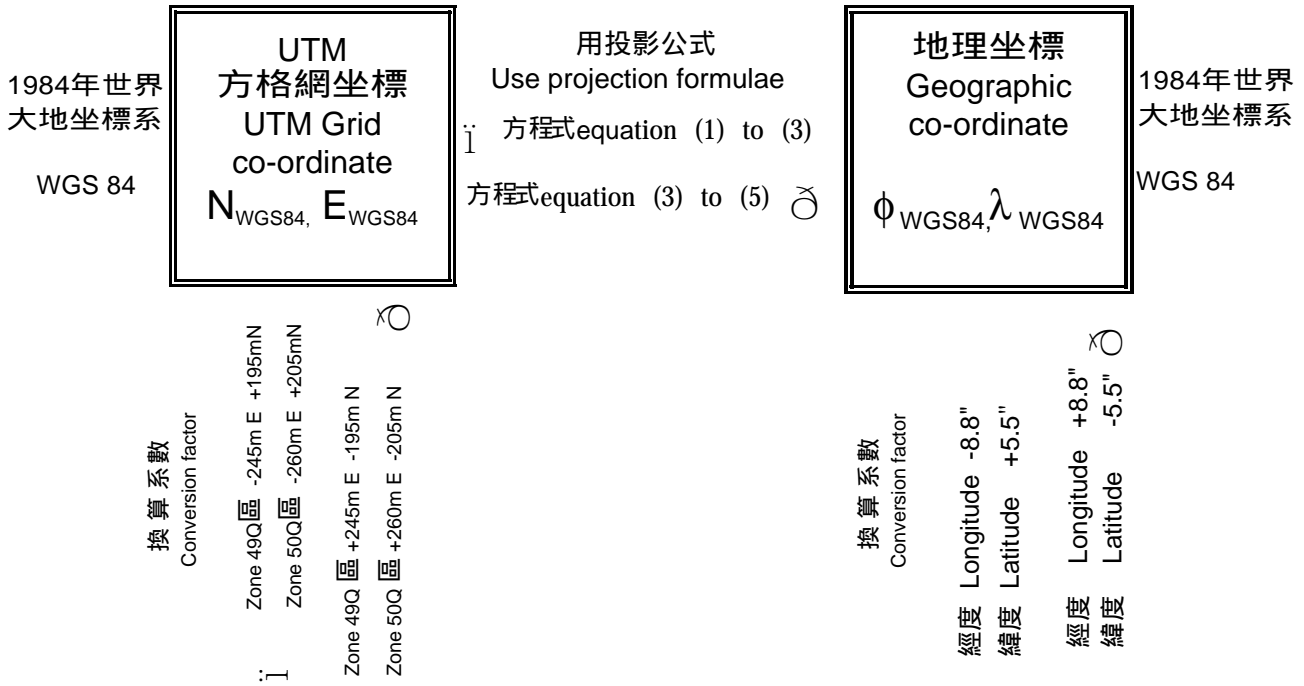 1984年世界
大地坐標系
WGS 84
UTM
方格網坐標
UTM Grid
co-ordinate
N WGS84, E WGS84
用投影公式
Use projection formulae
ï 方程式equation (1) to (3)
方程式equation (3) to (5) ð
地理坐標
Geographic
co-ordinate
ϕ WGS84, λ WGS84
1984年世界
大地坐標系
WGS 84
換算系數
Conversion factor
Zone 49Q區 -245m E +195mN
Zone 50Q區 -260m E +205mN
ï
Zone 49Q 區 +245m E -195m N
Zone 50Q 區 +260m E -205m N
ð
換算系數
Conversion factor
經度 Longitude -8.8"
緯度 Latitude +5.5"
經度 Longitude +8.8"
緯度 Latitude -5.5"
ð